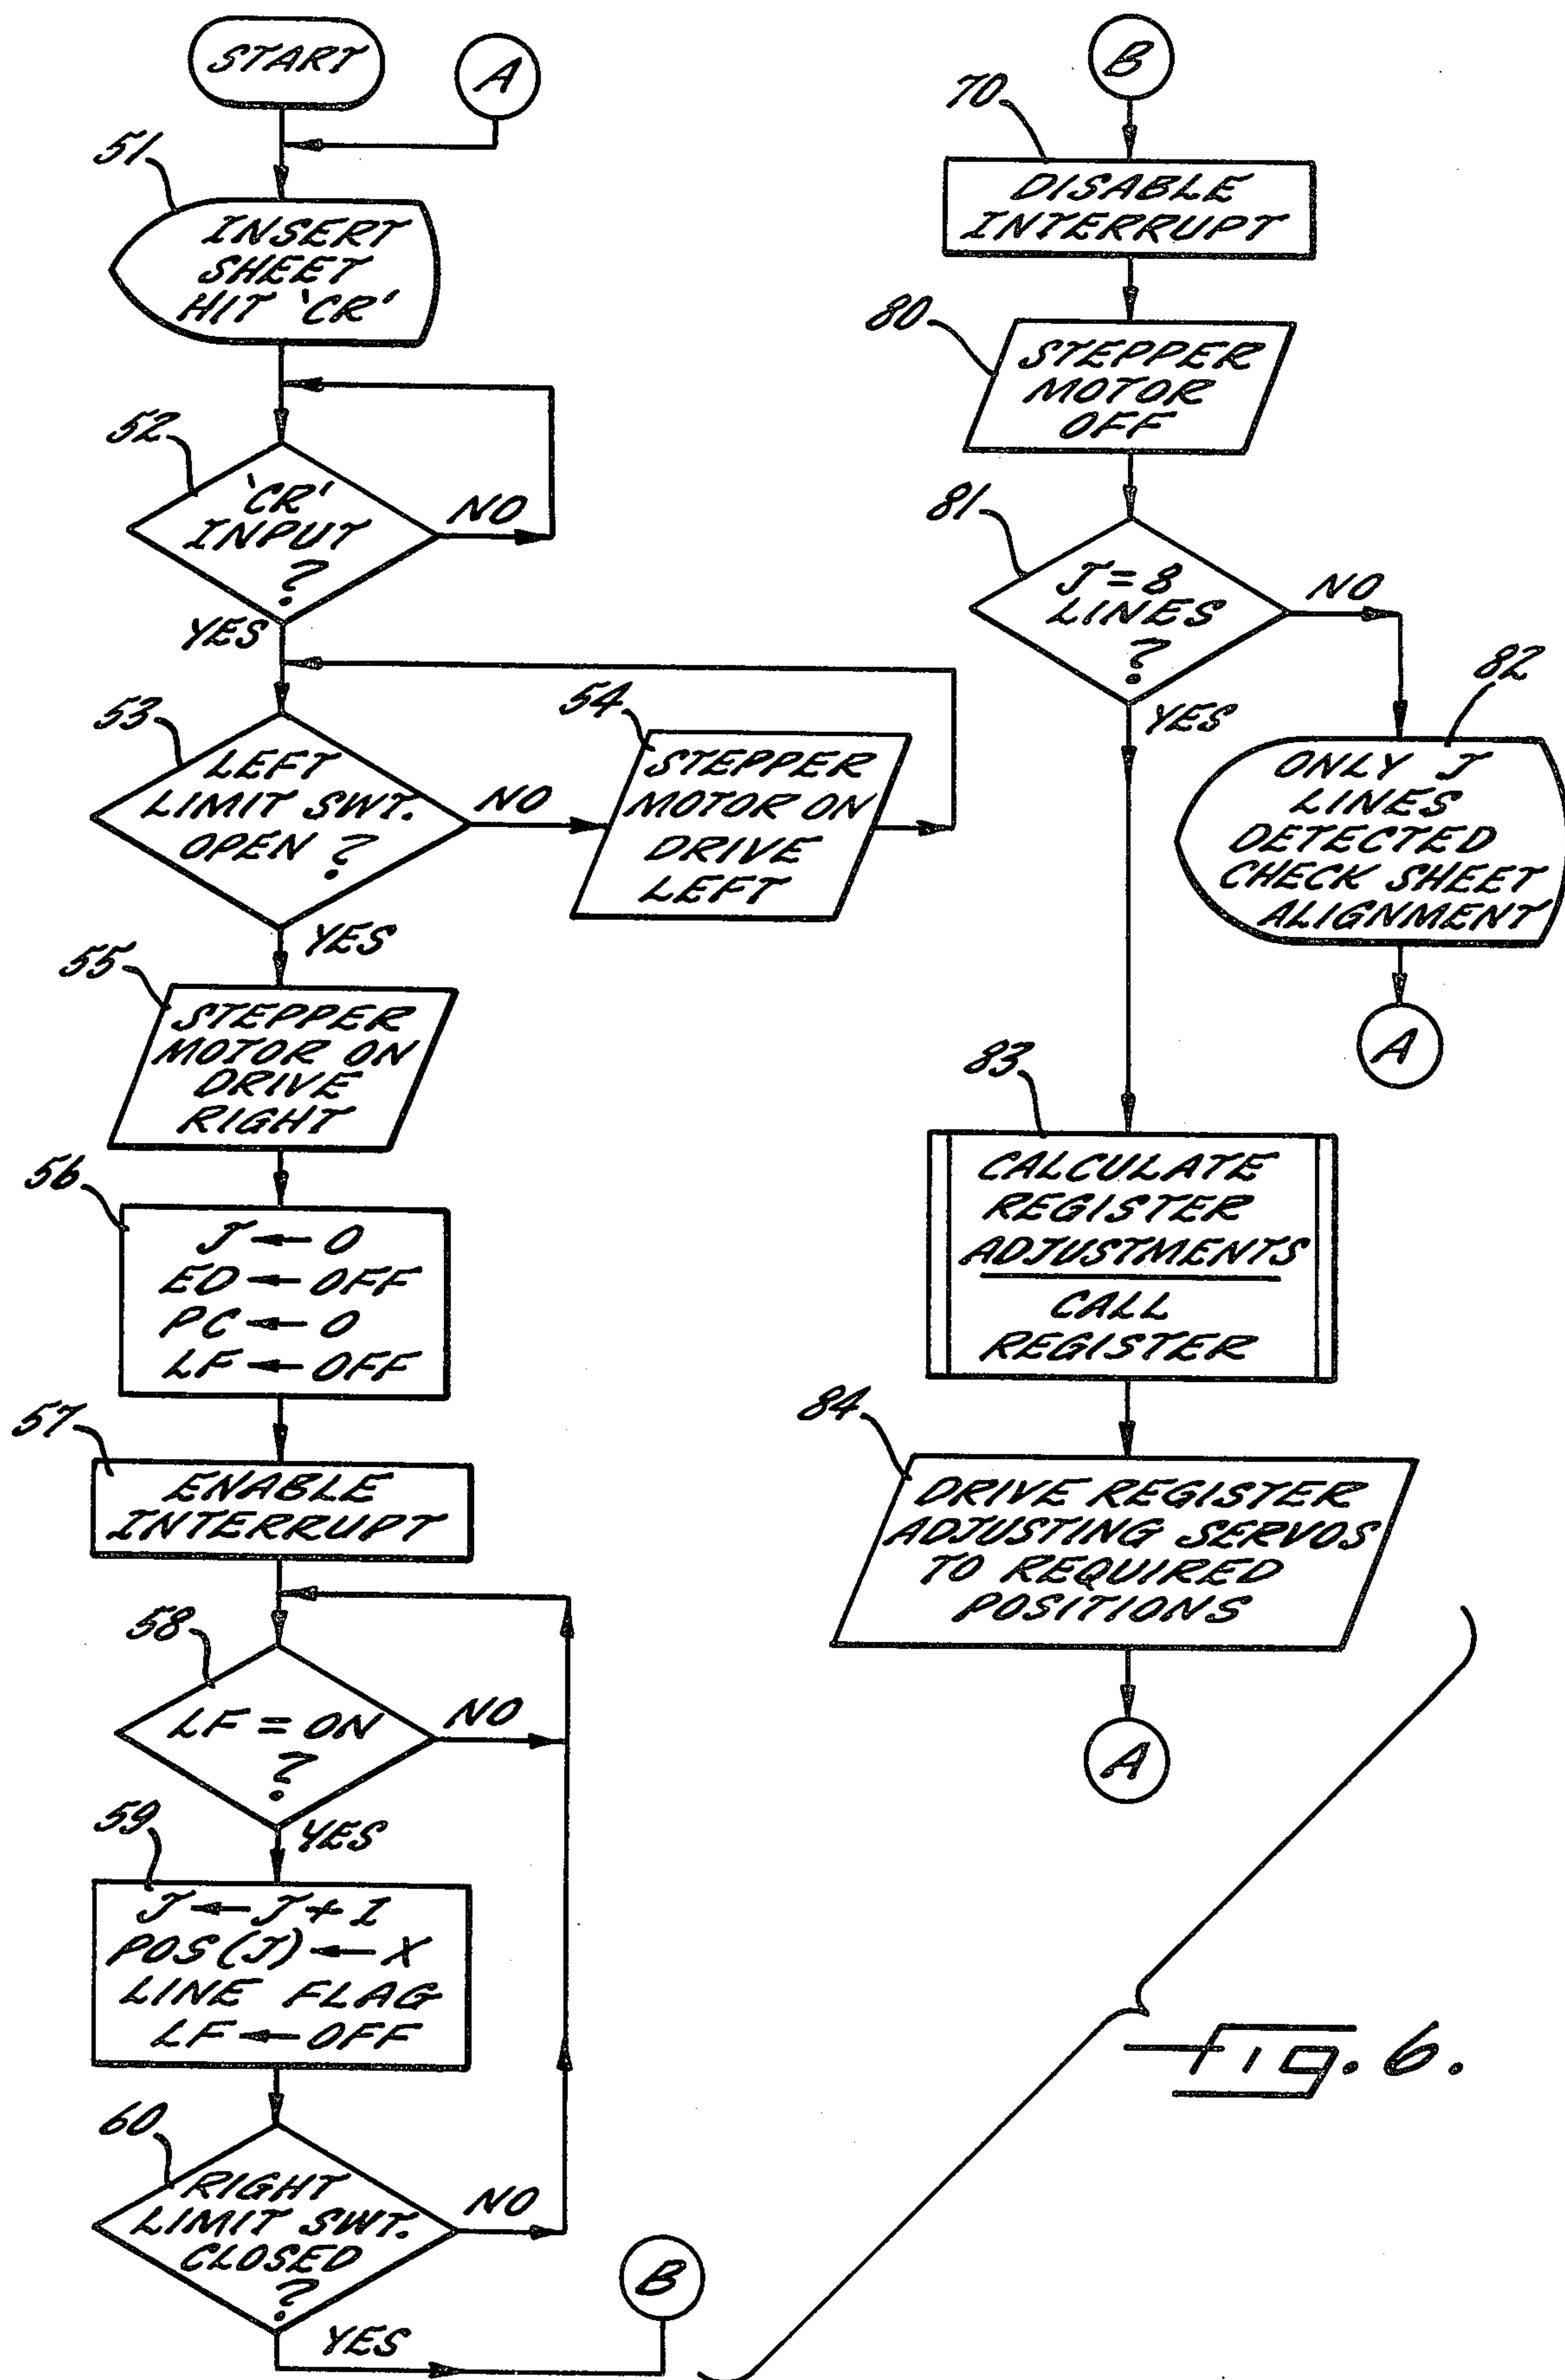 START
A
51
INSERT
SHEET
HIT 'CR'
52
'CR'
INPUT
?
NO
YES
53
LEFT
LIMIT SWT.
OPEN ?
NO
54
STEPPER
MOTOR ON
DRIVE
LEFT
YES
55
STEPPER
MOTOR ON
DRIVE
RIGHT
56
J ← 0
ED ← OFF
PC ← 0
LF ← OFF
57
ENABLE
INTERRUPT
58
LF = ON
?
NO
YES
59
J ← J + 1
POS(J) ← X
LINE FLAG
LF ← OFF
60
RIGHT
LIMIT SWT.
CLOSED
?
NO
YES
B
B
70
DISABLE
INTERRUPT
80
STEPPER
MOTOR
OFF
81
J = 8
LINES
?
NO
YES
82
ONLY J
LINES
DETECTED
CHECK SHEET
ALIGNMENT
A
83
CALCULATE
REGISTER
ADJUSTMENTS
CALL
REGISTER
84
DRIVE REGISTER
ADJUSTING SERVOS
TO REQUIRED
POSITIONS
A
Fig. 6.